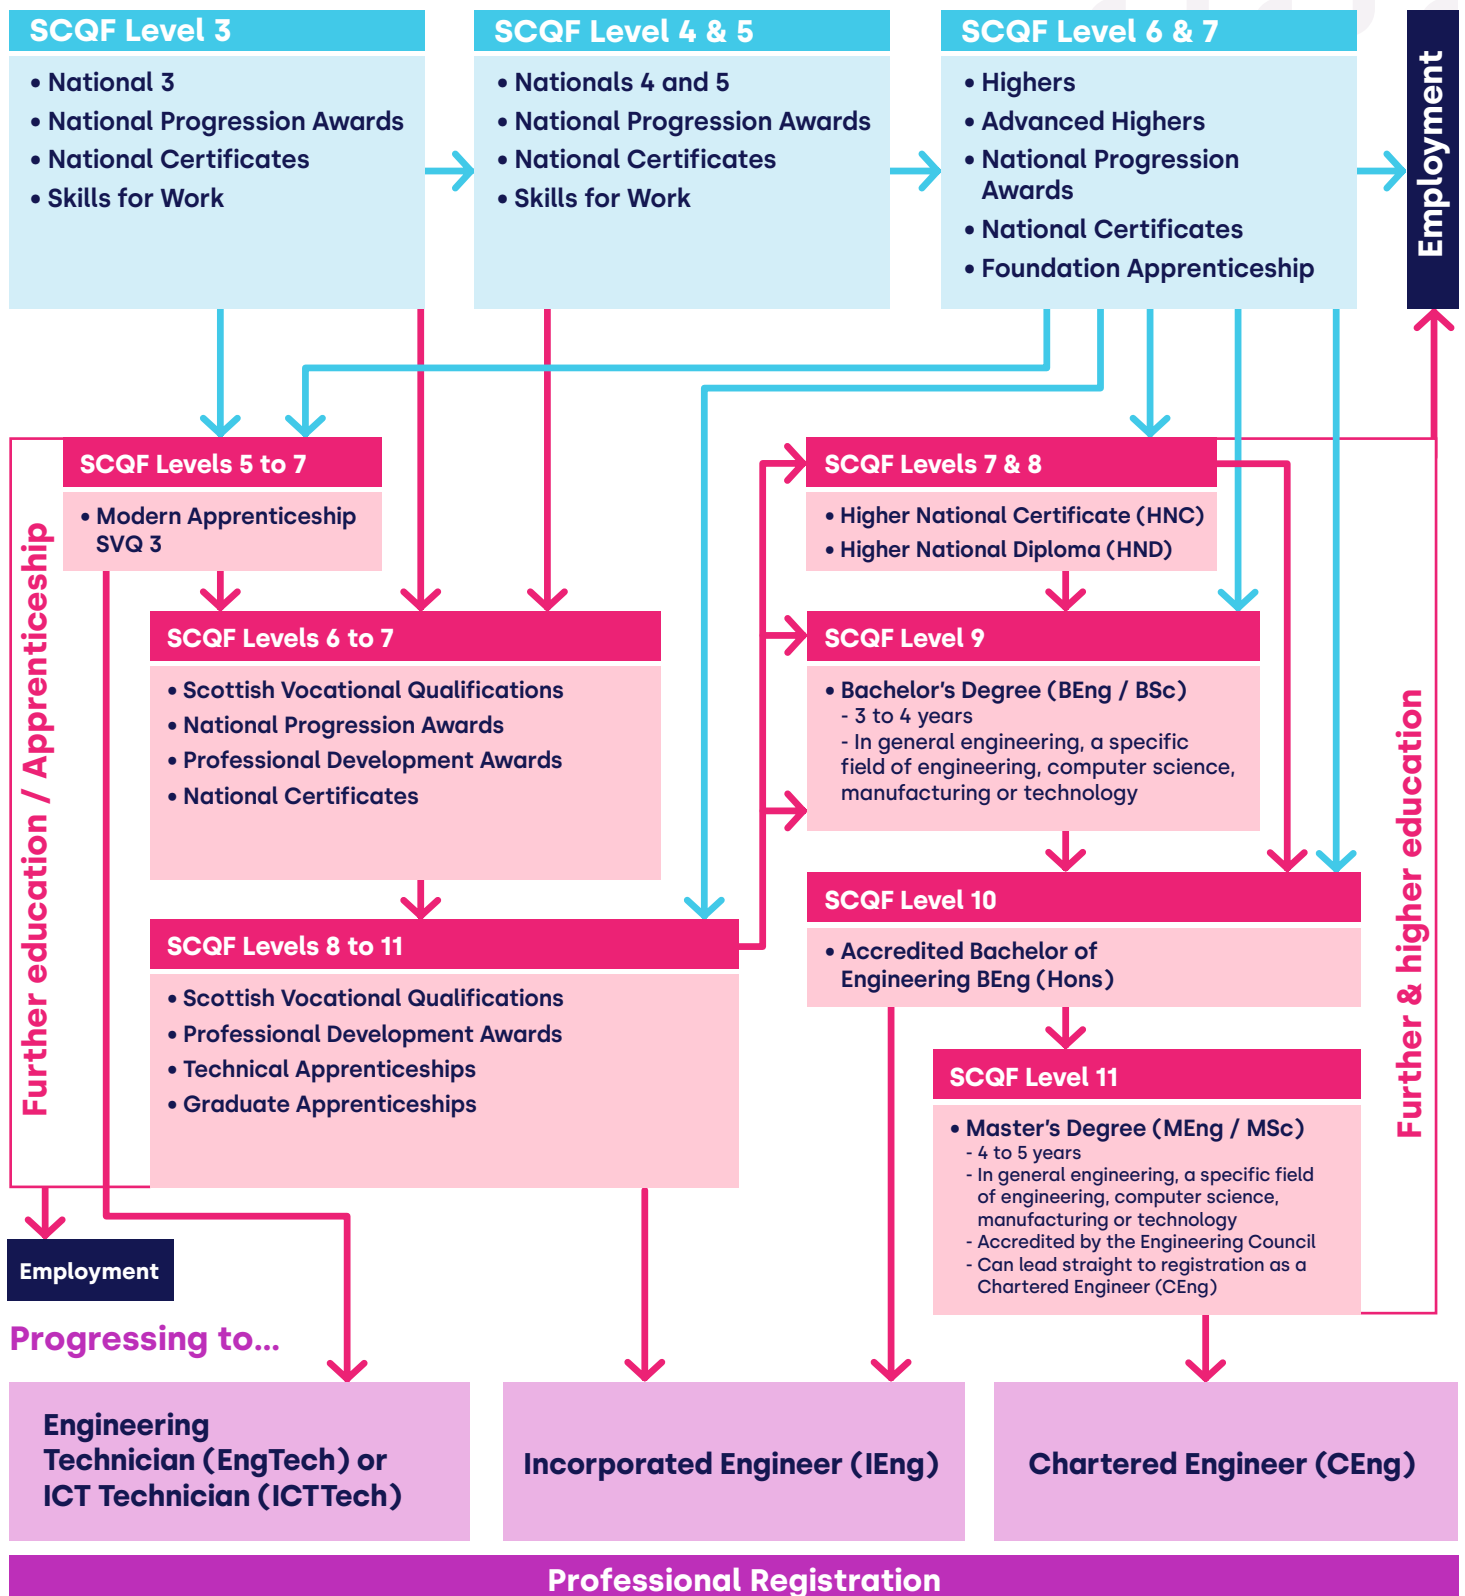 SCQF Level 3
• National 3
• National Progression Awards
• National Certificates
• Skills for Work
SCQF Level 4 & 5
• Nationals 4 and 5
• National Progression Awards
• National Certificates
• Skills for Work
SCQF Level 6 & 7
• Highers
• Advanced Highers
• National Progression
Awards
• National Certificates
• Foundation Apprenticeship
Employment
Further education / Apprenticeship
SCQF Levels 5 to 7
• Modern Apprenticeship
SVQ 3
SCQF Levels 6 to 7
• Scottish Vocational Qualifications
• National Progression Awards
• Professional Development Awards
• National Certificates
SCQF Levels 8 to 11
• Scottish Vocational Qualifications
• Professional Development Awards
• Technical Apprenticeships
• Graduate Apprenticeships
Employment
SCQF Levels 7 & 8
• Higher National Certificate (HNC)
• Higher National Diploma (HND)
SCQF Level 9
• Bachelor's Degree (BEng / BSc)
- 3 to 4 years
- In general engineering, a specific
field of engineering, computer science,
manufacturing or technology
SCQF Level 10
• Accredited Bachelor of
Engineering BEng (Hons)
SCQF Level 11
• Master's Degree (MEng / MSc)
- 4 to 5 years
- In general engineering, a specific field
of engineering, computer science,
manufacturing or technology
- Accredited by the Engineering Council
- Can lead straight to registration as a
Chartered Engineer (CEng)
Further & higher education
Progressing to...
Engineering
Technician (EngTech) or
ICT Technician (ICTTech)
Incorporated Engineer (IEng)
Chartered Engineer (CEng)
Professional Registration